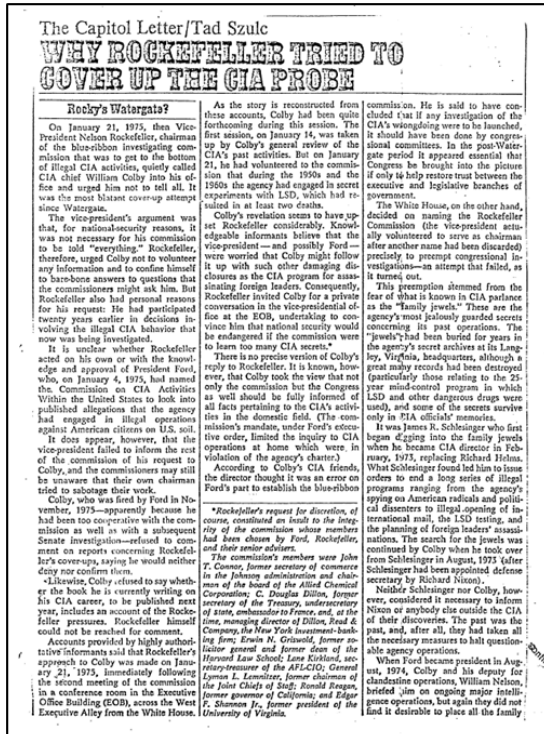 The Capitol Letter/Tad Szulc
WHY ROCKEFELLER TRIED TO
COVER UP THE CIA PROBE
Rocky's Watergate?
On January 21, 1975, then Vice-
President Nelson Rockefeller, chairman
of the blue-ribbon investigating com-
mission that was to get to the bottom
of illegal CIA activities, quietly called
CIA chief William Colby into his of-
fice and urged him not to tell all. It
was the most blatant cover-up attempt
since Watergate.
The vice-president's argument was
that, for national-security reasons, it
was not necessary for his commission
to be told "everything." Rockefeller,
therefore, urged Colby not to volunteer
any information and to confine himself
to bare-bone answers to questions that
the commissioners might ask him. But
Rockefeller also had personal reasons
for his request: He had participated
twenty years earlier in decisions in-
volving the illegal CIA behavior that
now was being investigated.
It is unclear whether Rockefeller
acted on his own or with the knowl-
edge and approval of President Ford,
who, on January 4, 1975, had named
the Commission on CIA Activities
Within the United States to look into
published allegations that the agency
had engaged in illegal operations
against American citizens on U.S. soil.
It does appear, however, that the
vice-president failed to inform the rest
of the commission of his request to
Colby, and the commissioners may still
be unaware that their own chairman
tried to sabotage their work.
Colby, who was fired by Ford in No-
vember, 1975—apparently because he
had been too cooperative with the com-
mission as well as with a subsequent
Senate investigation—refused to com-
ment on reports concerning Rockefel-
ler's cover-ups, saying he would neither
deny nor confirm them.
Likewise, Colby refused to say wheth-
er the book he is currently writing on
his CIA career, to be published next
year, includes an account of the Rocke-
feller pressures. Rockefeller himself
could not be reached for comment.
Accounts provided by highly authori-
tative informants said that Rockefeller's
approach to Colby was made on Janu-
ary 21, 1975, immediately following
the second meeting of the commission
in a conference room in the Executive
Office Building (EOB), across the West
Executive Alley from the White House.
As the story is reconstructed from
these accounts, Colby had been quite
forthcoming during this session. The
first session, on January 14, was taken
up by Colby's general review of the
CIA's past activities. But on January
21, he had volunteered to the commis-
sion that during the 1950s and the
1960s the agency had engaged in secret
experiments with LSD, which had re-
sulted in at least two deaths.
Colby's revelation seems to have up-
set Rockefeller considerably. Knowl-
edgeable informants believe that the
vice-president—and possibly Ford—
were worried that Colby might follow
it up with such other damaging dis-
closures as the CIA program for assas-
sinating foreign leaders. Consequently,
Rockefeller invited Colby for a private
conversation in the vice-presidential of-
fice at the EOB, undertaking to con-
vince him that national security would
be endangered if the commission were
to learn too many CIA secrets.*
There is no precise version of Colby's
reply to Rockefeller. It is known, how-
ever, that Colby took the view that not
only the commission but the Congress
as well should be fully informed of
all facts pertaining to the CIA's activi-
ties in the domestic field. (The com-
mission's mandate, under Ford's execu-
tive order, limited the inquiry to CIA
operations at home which were in
violation of the agency's charter.)
According to Colby's CIA friends,
the director thought it was an error on
Ford's part to establish the blue-ribbon
*Rockefeller's request for discretion, of
course, constituted an insult to the integ-
rity of the commission whose members
had been chosen by Ford, Rockefeller,
and their senior advisers.
The commission's members were John
T. Connor, former secretary of commerce
in the Johnson administration and chair-
man of the board of the Allied Chemical
Corporation; C. Douglas Dillon, former
secretary of the Treasury, undersecretary
of state, ambassador to France, and, at the
time, managing director of Dillon, Read &
Company, the New York investment-bank-
ing firm; Erwin N. Griswold, former so-
licitor general and former dean of the
Harvard Law School; Lane Kirkland, sec-
retary-treasurer of the AFL-CIO; General
Lyman L. Lemnitzer, former chairman of
the Joint Chiefs of Staff; Ronald Reagan,
former governor of California; and Edgar
F. Shannon Jr., former president of the
University of Virginia.
commission. He is said to have con-
cluded that if any investigation of the
CIA's wrongdoing were to be launched,
it should have been done by congres-
sional committees. In the post-Water-
gate period it appeared essential that
Congress be brought into the picture
if only to help restore trust between the
executive and legislative branches of
government.
The White House, on the other hand,
decided on naming the Rockefeller
Commission (the vice-president actu-
ally volunteered to serve as chairman
after another name had been discarded)
precisely to preempt congressional in-
vestigations—an attempt that failed, as
it turned out.
This preemption stemmed from the
fear of what is known in CIA parlance
as the "family jewels." These are the
agency's most jealously guarded secrets
concerning its past operations. The
"jewels" had been buried for years in
the agency's secret archives at its Lang-
ley, Virginia, headquarters, although a
great many records had been destroyed
(particularly those relating to the 25-
year mind-control program in which
LSD and other dangerous drugs were
used), and some of the secrets survive
only in CIA officials' memories.
It was James R. Schlesinger who first
began digging into the family jewels
when he became CIA director in Feb-
ruary, 1973, replacing Richard Helms.
What Schlesinger found led him to issue
orders to end a long series of illegal
programs ranging from the agency's
spying on American radicals and politi-
cal dissenters to illegal opening of in-
ternational mail, the LSD testing, and
the planning of foreign leaders' assassi-
nations. The search for the jewels was
continued by Colby when he took over
from Schlesinger in August, 1973 (after
Schlesinger had been appointed defense
secretary by Richard Nixon).
Neither Schlesinger nor Colby, how-
ever, considered it necessary to inform
Nixon or anybody else outside the CIA
of their discoveries. The past was the
past, and, after all, they had taken all
the necessary measures to halt question-
able agency operations.
When Ford became president in Aug-
ust, 1974, Colby and his deputy for
clandestine operations, William Nelson,
briefed him on ongoing major intelli-
gence operations, but again they did not
find it desirable to place all the family